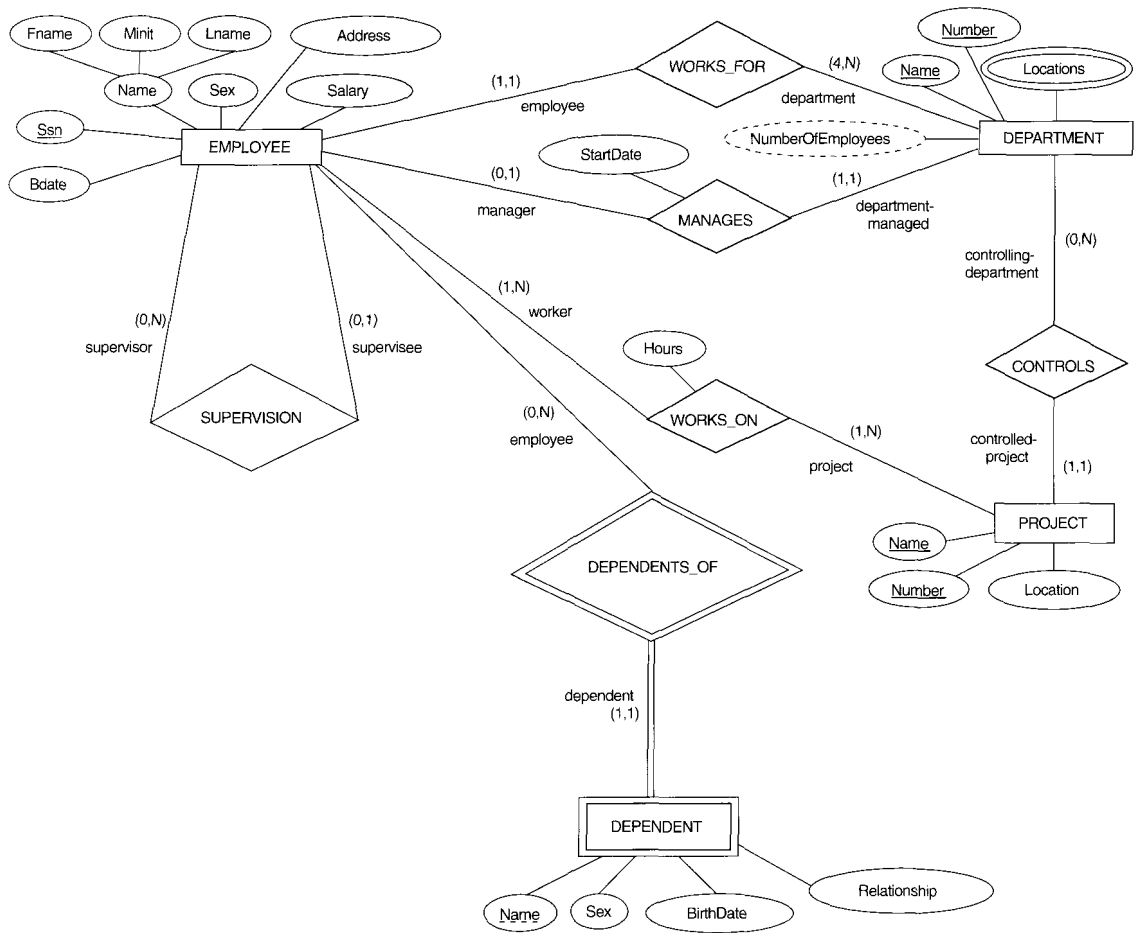 Fname
Minit
Lname
Address
Number
WORKS_FOR
(4,N)
Locations
Name
Sex
Salary
(1,1)
employee
department
Name
Ssn
EMPLOYEE
StartDate
NumberOfEmployees
DEPARTMENT
Bdate
(0,1)
manager
MANAGES
(1,1)
department-
managed
(0,N)
controlling-
department
(1,N)
worker
(0,N)
supervisor
(0,1)
supervisee
Hours
CONTROLS
SUPERVISION
(0,N)
employee
WORKS_ON
(1,N)
project
controlled-
project
(1,1)
PROJECT
Name
Number
Location
DEPENDENTS_OF
dependent
(1,1)
DEPENDENT
Name
Sex
BirthDate
Relationship